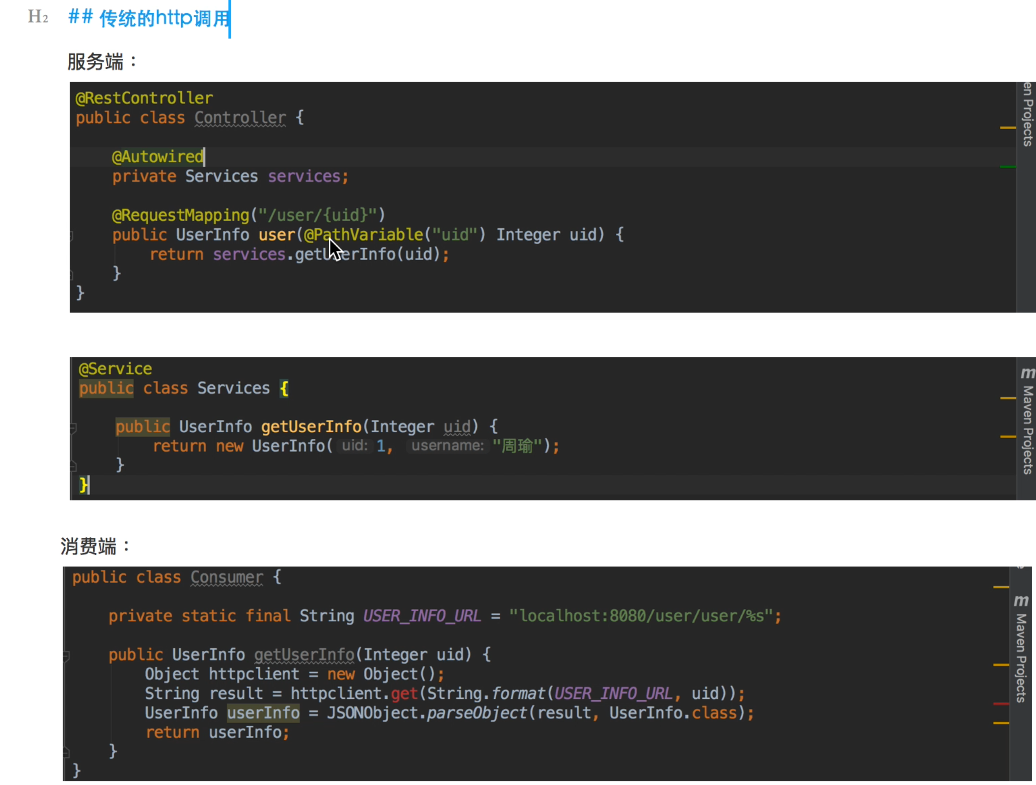 H2 ## 传统的http调用
服务端：
@RestController
public class Controller {
@Autowired
private Services services;
@RequestMapping("/user/{uid}")
public UserInfo user(@PathVariable("uid") Integer uid) {
return services.getUserInfo(uid);
}
}
en Projects
@Service
public class Services {
public UserInfo getUserInfo(Integer uid) {
return new UserInfo( uid: 1, username: "周瑜");
}
}
m Maven Projects
消费端：
public class Consumer {
private static final String USER_INFO_URL = "localhost:8080/user/user/%s";
public UserInfo getUserInfo(Integer uid) {
Object httpclient = new Object();
String result = httpclient.get(String.format(USER_INFO_URL, uid));
UserInfo userInfo = JSONObject.parseObject(result, UserInfo.class);
return userInfo;
}
}
m Maven Projects